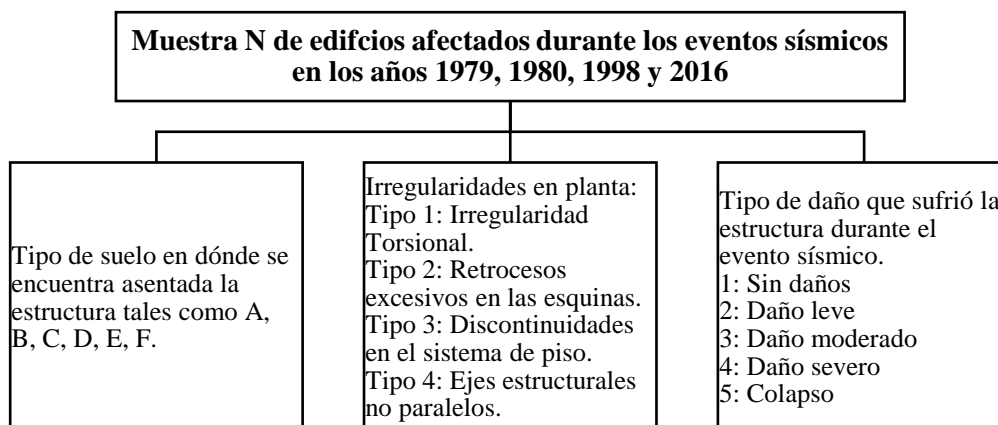 Muestra N de edifcios afectados durante los eventos sísmicos
en los años 1979, 1980, 1998 y 2016
Tipo de suelo en dónde se
encuentra asentada la
estructura tales como A,
B, C, D, E, F.
Irregularidades en planta:
Tipo 1: Irregularidad
Torsional.
Tipo 2: Retrocesos
excesivos en las esquinas.
Tipo 3: Discontinuidades
en el sistema de piso.
Tipo 4: Ejes estructurales
no paralelos.
Tipo de daño que sufrió la
estructura durante el
evento sísmico.
1: Sin daños
2: Daño leve
3: Daño moderado
4: Daño severo
5: Colapso